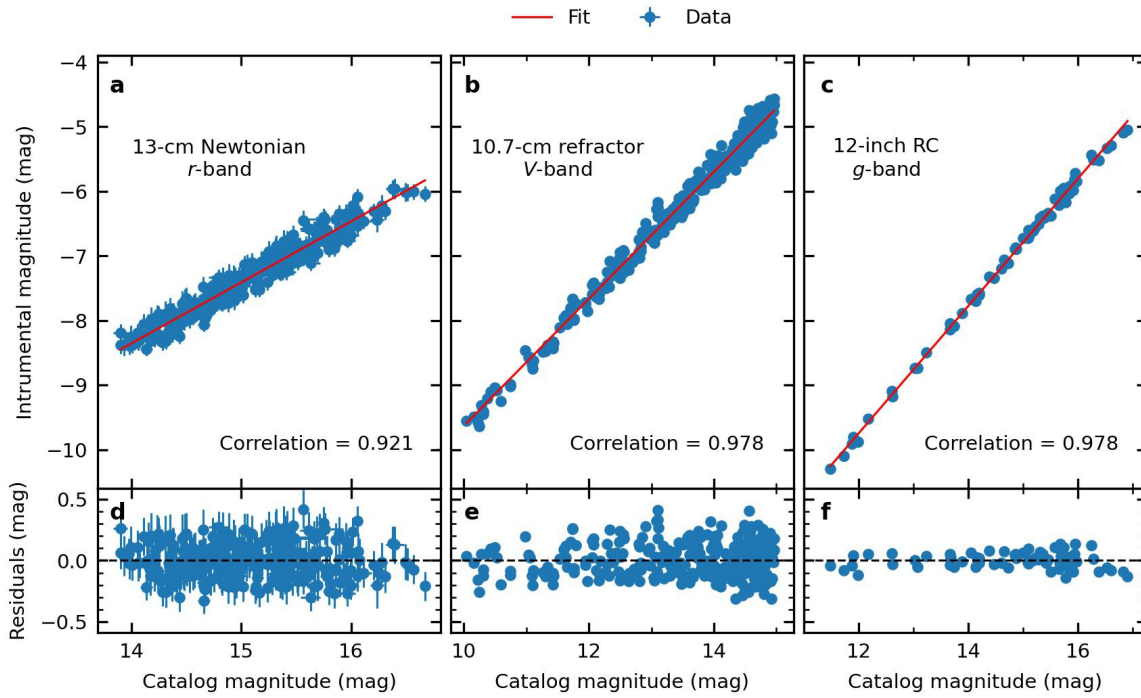 Fit Data
a b c
13-cm Newtonian
r-band
10.7-cm refractor
V-band
12-inch RC
g-band
Correlation = 0.921
Correlation = 0.978
Correlation = 0.978
Intrumental magnitude (mag)
−4
−5
−6
−7
−8
−9
−10
d e f
Residuals (mag)
0.5
0.0
−0.5
14 15 16
10 12 14
12 13 14 15 16
Catalog magnitude (mag)
Catalog magnitude (mag)
Catalog magnitude (mag)